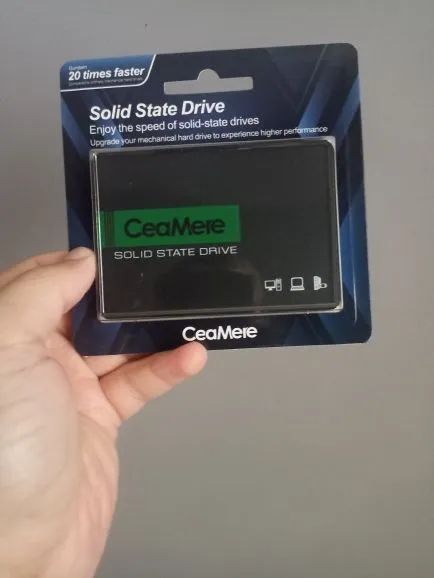 20 times faster
Solid State Drive
Enjoy the speed of solid-state drives
Upgrade your mechanical hard drive to experience higher performance
CeaMere
SOLID STATE DRIVE
CeaMere